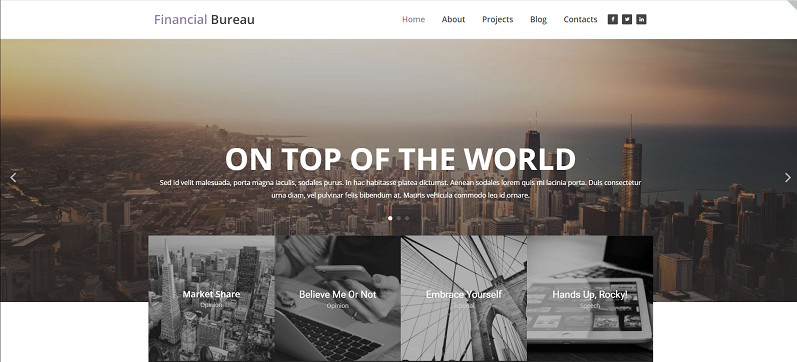 Financial Bureau
Home About Projects Blog Contacts
ON TOP OF THE WORLD
Sed id velit malesuada, porta magna iaculis, sodales purus. In hac habitasse platea dictumst. Aenean sodales lorem quis mi lacinia porta. Duis consectetur
urna diam, vel pulvinar felis bibendum at. Mauris vehicula commodo leo id ornare.
Market Share
Opinion
Believe Me Or Not
Opinion
Embrace Yourself
Hands Up, Rocky!
Speech